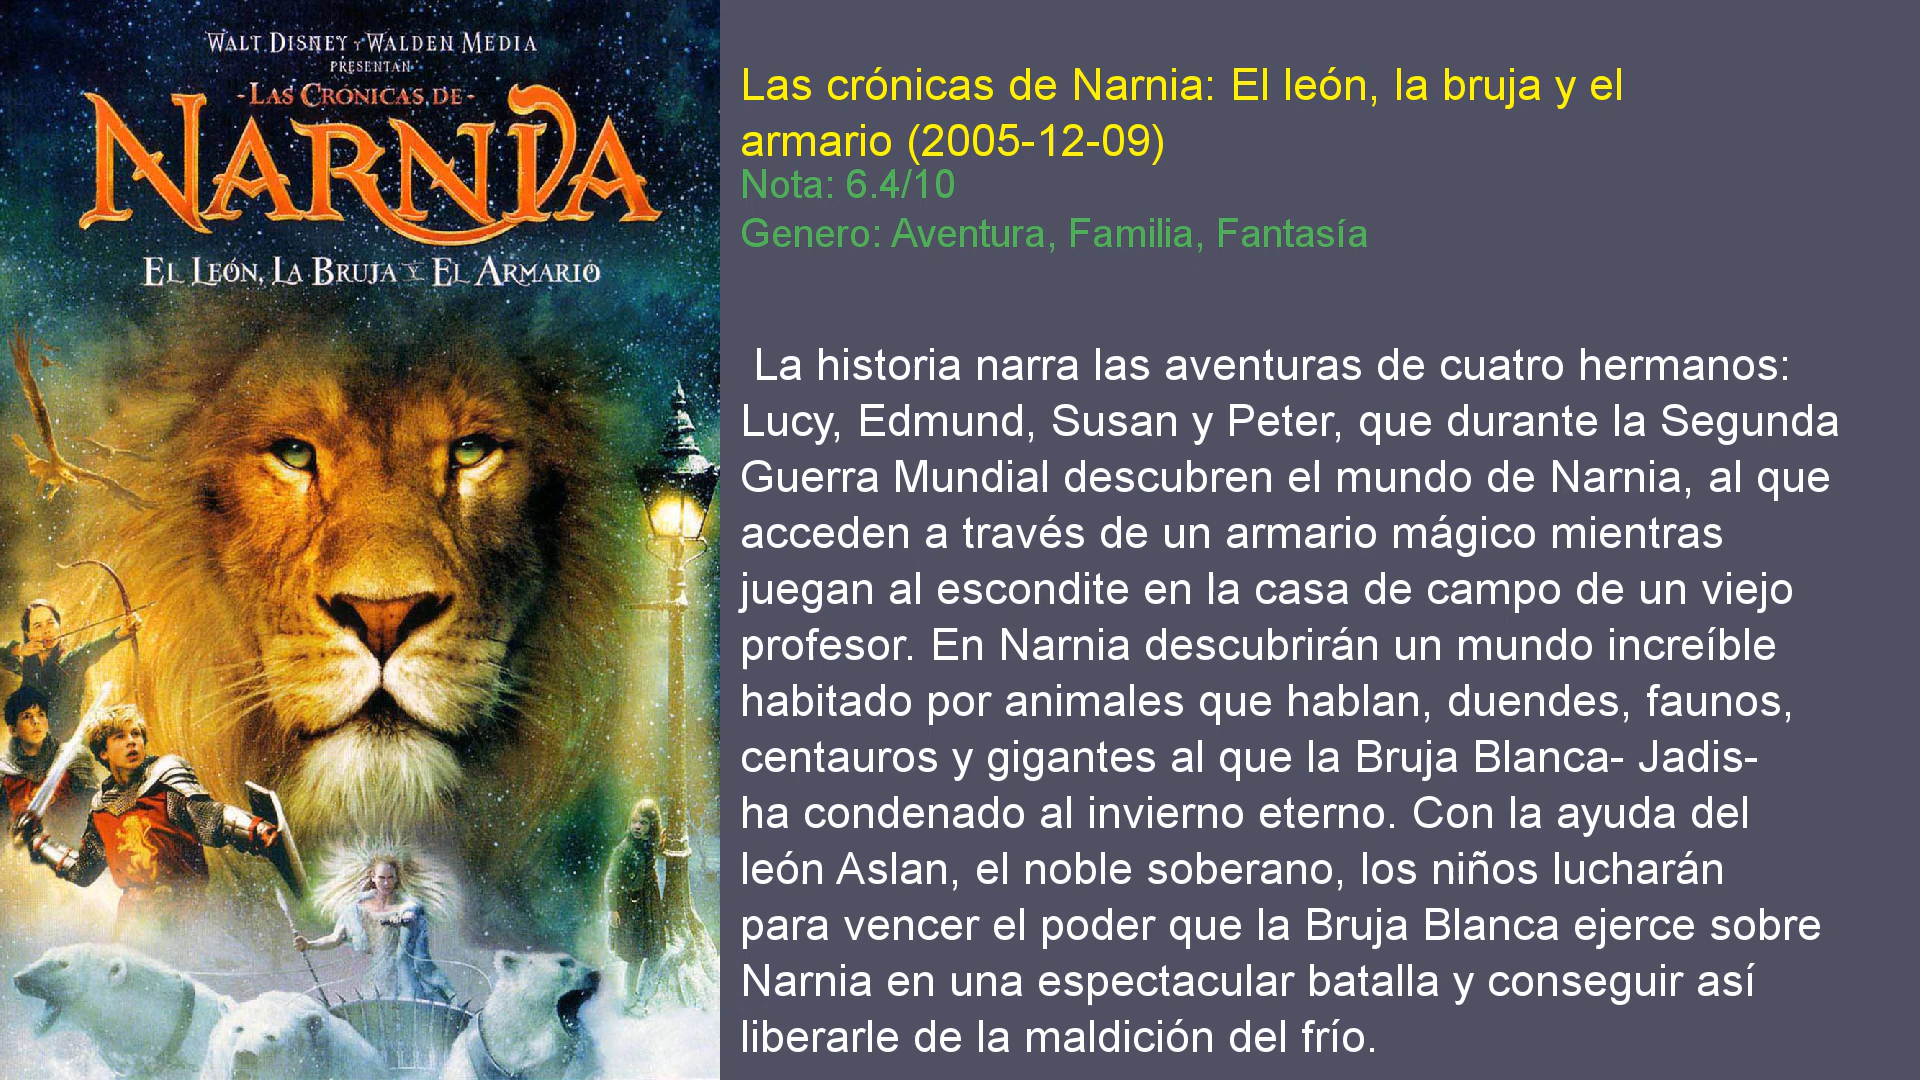 WALT DISNEY Y WALDEN MEDIA
PRESENTAN
-LAS CRÓNICAS DE-
NARNIA
EL LEÓN, LA BRUJA Y EL ARMARIO
Las crónicas de Narnia: El león, la bruja y el
armario (2005-12-09)
Nota: 6.4/10
Genero: Aventura, Familia, Fantasía
La historia narra las aventuras de cuatro hermanos:
Lucy, Edmund, Susan y Peter, que durante la Segunda
Guerra Mundial descubren el mundo de Narnia, al que
acceden a través de un armario mágico mientras
juegan al escondite en la casa de campo de un viejo
profesor. En Narnia descubrirán un mundo increíble
habitado por animales que hablan, duendes, faunos,
centauros y gigantes al que la Bruja Blanca- Jadis-
ha condenado al invierno eterno. Con la ayuda del
león Aslan, el noble soberano, los niños lucharán
para vencer el poder que la Bruja Blanca ejerce sobre
Narnia en una espectacular batalla y conseguir así
liberarle de la maldición del frío.